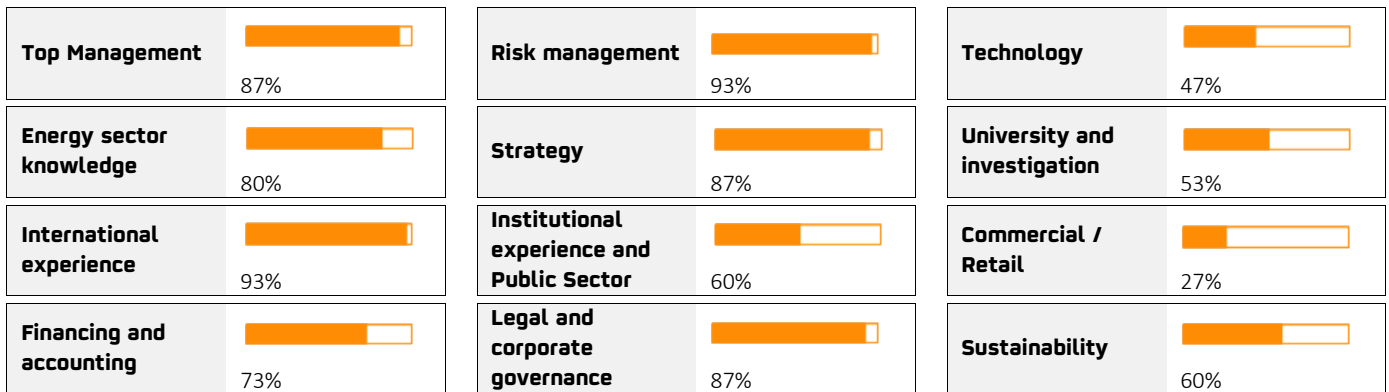 Top Management
87%
Risk management
93%
Technology
47%
Energy sector
knowledge
80%
Strategy
87%
University and
investigation
53%
International
experience
93%
Institutional
experience and
Public Sector
60%
Commercial /
Retail
27%
Financing and
accounting
73%
Legal and
corporate
governance
87%
Sustainability
60%